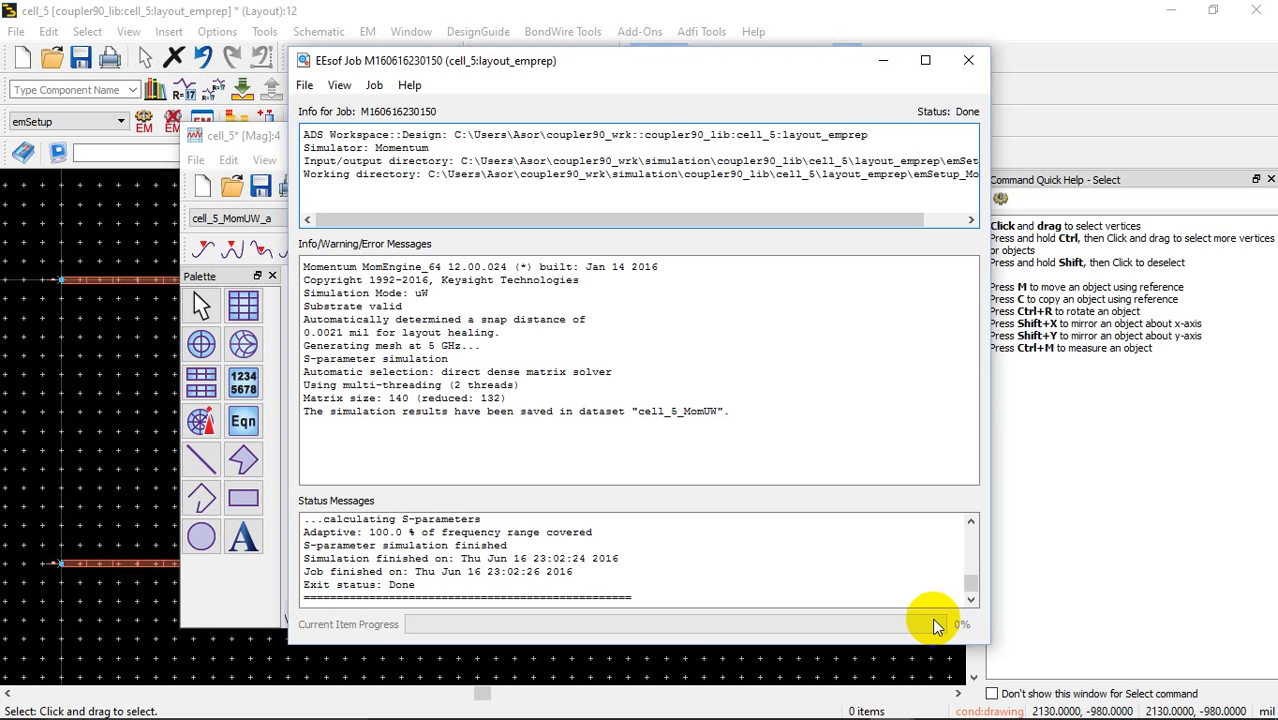 cell_5 [coupler90_lib:cell_5:layout_emprep] * (Layout):12
File Edit Select View Insert Options Tools Schematic EM Window DesignGuide BondWire Tools Add-Ons Adfi Tools Help
Type Component Name
R=17
emSetup
EM
EM
cell_5* [Mag]:4
File Edit View
cell_5_MomUW_a
Palette
1234
5678
Eqn
A
EEsof Job M160616230150 (cell_5:layout_emprep)
File View Job Help
Info for Job: M160616230150
Status: Done
ADS Workspace::Design: C:\Users\Asor\coupler90_wrk::coupler90_lib:cell_5:layout_emprep
Simulator: Momentum
Input/output directory: C:\Users\Asor\coupler90_wrk\simulation\coupler90_lib\cell_5\layout_emprep\emSet
Working directory: C:\Users\Asor\coupler90_wrk\simulation\coupler90_lib\cell_5\layout_emprep\emSetup_Mo
Info/Warning/Error Messages
Momentum MomEngine_64 12.00.024 (*) built: Jan 14 2016
Copyright 1992-2016, Keysight Technologies
Simulation Mode: uW
Substrate valid
Automatically determined a snap distance of
0.0021 mil for layout healing.
Generating mesh at 5 GHz...
S-parameter simulation
Automatic selection: direct dense matrix solver
Using multi-threading (2 threads)
Matrix size: 140 (reduced: 132)
The simulation results have been saved in dataset "cell_5_MomUW".
Status Messages
...calculating S-parameters
Adaptive: 100.0 % of frequency range covered
S-parameter simulation finished
Simulation finished on: Thu Jun 16 23:02:24 2016
Job finished on: Thu Jun 16 23:02:26 2016
Exit status: Done
==================================================
Current Item Progress
0%
Command Quick Help - Select
Click and drag to select vertices
Press and hold Ctrl, then Click and drag to select more vertices
or objects
Press and hold Shift, then Click to deselect
Press M to move an object using reference
Press C to copy an object using reference
Press Ctrl+R to rotate an object
Press Shift+X to mirror an object about x-axis
Press Shift+Y to mirror an object about y-axis
Press Ctrl+M to measure an object
Don't show this window for Select command
Select: Click and drag to select.
0 items
cond:drawing
2130.0000, -980.0000
2130.0000, -980.0000
mil